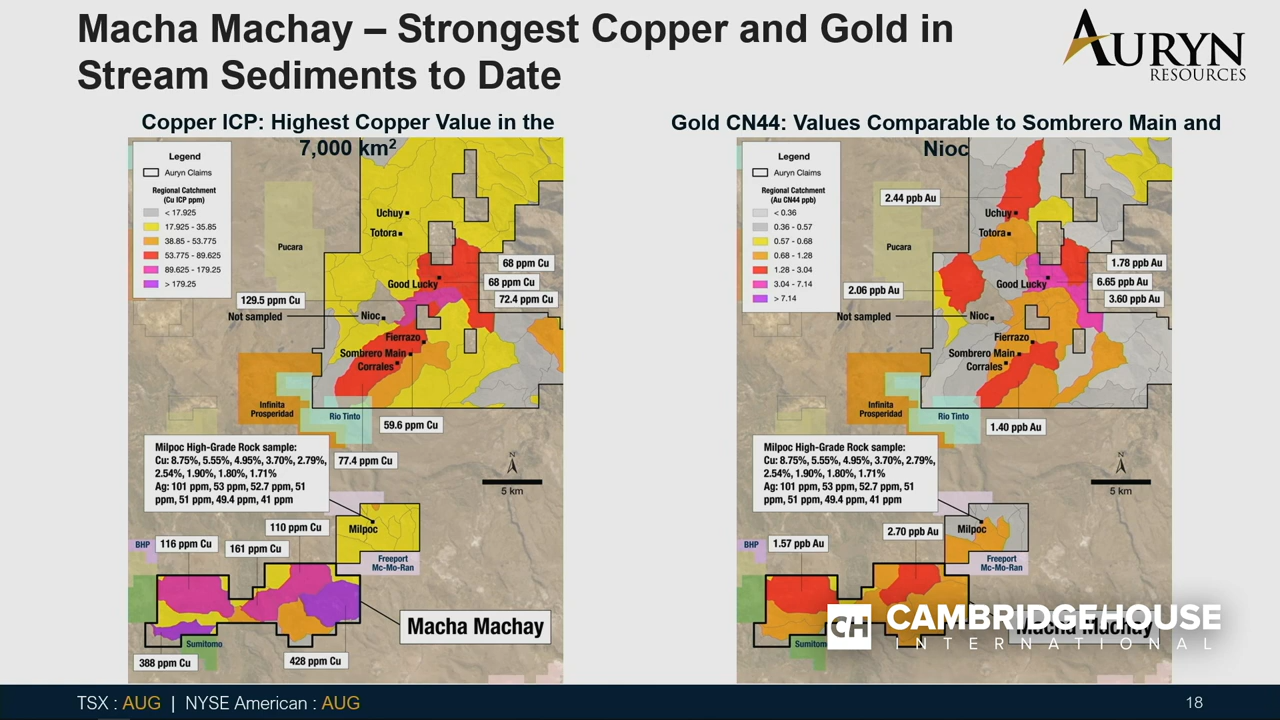 Macha Machay – Strongest Copper and Gold in
Stream Sediments to Date
AURYN
RESOURCES
Copper ICP: Highest Copper Value in the
7,000 km²
Legend
Auryn Claims
Regional Catchment
(Cu ICP ppm)
< 17.925
17.925 - 35.85
38.85 - 53.775
53.775 - 89.625
89.625 - 179.25
> 179.25
Pucara
Uchuy
Totora
68 ppm Cu
Good Lucky
68 ppm Cu
72.4 ppm Cu
129.5 ppm Cu
Not sampled
Nioc
Fierrazo
Sombrero Main
Corrales
Infinita
Prosperidad
Rio Tinto
59.6 ppm Cu
77.4 ppm Cu
Milpoc High-Grade Rock sample:
Cu: 8.75%, 5.55%, 4.95%, 3.70%, 2.79%,
2.54%, 1.90%, 1.80%, 1.71%
Ag: 101 ppm, 53 ppm, 52.7 ppm, 51
ppm, 51 ppm, 49.4 ppm, 41 ppm
N
5 km
110 ppm Cu
Milpoc
BHP
116 ppm Cu
161 ppm Cu
Freeport
Mc-Mo-Ran
Macha Machay
Sumitomo
388 ppm Cu
428 ppm Cu
Gold CN44: Values Comparable to Sombrero Main and
Nioc
Legend
Auryn Claims
Regional Catchment
(Au CN44 ppb)
< 0.36
0.36 - 0.57
0.57 - 0.68
0.68 - 1.28
1.28 - 3.04
3.04 - 7.14
> 7.14
2.44 ppb Au
Pucara
Uchuy
Totora
1.78 ppb Au
Good Lucky
6.65 ppb Au
2.06 ppb Au
3.60 ppb Au
Not sampled
Nioc
Fierrazo
Sombrero Main
Corrales
Infinita
Prosperidad
Rio Tinto
1.40 ppb Au
Milpoc High-Grade Rock sample:
Cu: 8.75%, 5.55%, 4.95%, 3.70%, 2.79%,
2.54%, 1.90%, 1.80%, 1.71%
Ag: 101 ppm, 53 ppm, 52.7 ppm, 51
ppm, 51 ppm, 49.4 ppm, 41 ppm
N
5 km
2.70 ppb Au
Milpoc
BHP
1.57 ppb Au
Freeport
Mc-Mo-Ran
Macha Machay
Sumitom
CH CAMBRIDGEHOUSE
INTERNATIONAL
TSX : AUG | NYSE American : AUG
18